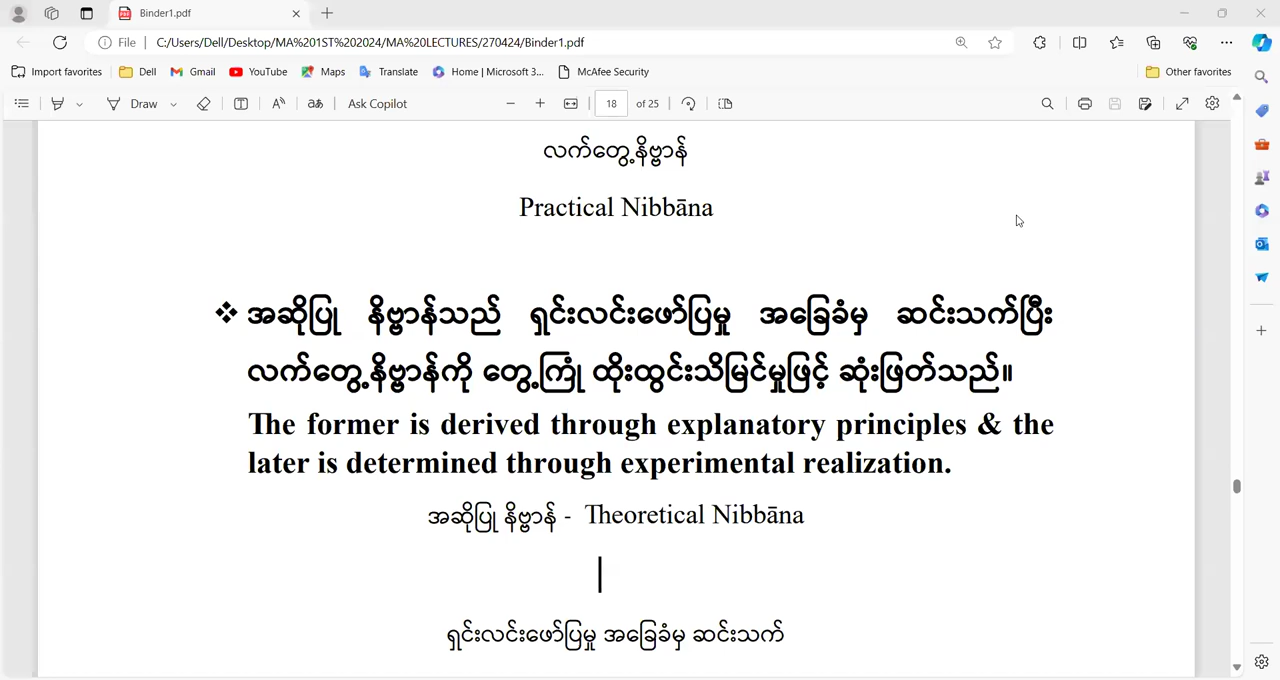 Binder1.pdf
File
C:/Users/Dell/Desktop/MA%201ST%202024/MA%20LECTURES/270424/Binder1.pdf
Import favorites Dell Gmail YouTube Maps Translate Home | Microsoft 3... McAfee Security Other favorites
Draw Ask Copilot 18 of 25
လက်တွေ့နိဗ္ဗာန်
Practical Nibbāna
❖ အဆိုပြု နိဗ္ဗာန်သည် ရှင်းလင်းဖော်ပြမှု အခြေခံမှ ဆင်းသက်ပြီး
လက်တွေ့နိဗ္ဗာန်ကို တွေ့ကြုံ ထိုးထွင်းသိမြင်မှုဖြင့် ဆုံးဖြတ်သည်။
The former is derived through explanatory principles & the
later is determined through experimental realization.
အဆိုပြု နိဗ္ဗာန် - Theoretical Nibbāna
ရှင်းလင်းဖော်ပြမှု အခြေခံမှ ဆင်းသက်